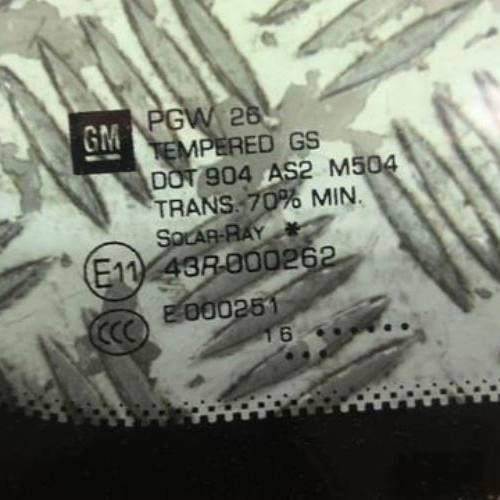 GM
PGW 26
TEMPERED GS
DOT 904 AS2 M504
TRANS. 70% MIN.
SOLAR-RAY *
E11 43R-000262
CCC E 000251
16 ......
...